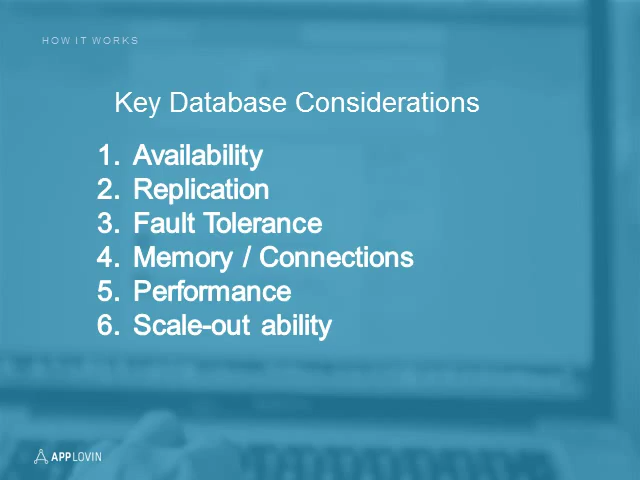 HOW IT WORKS
Key Database Considerations
1. Availability
2. Replication
3. Fault Tolerance
4. Memory / Connections
5. Performance
6. Scale-out ability
APPLOVIN